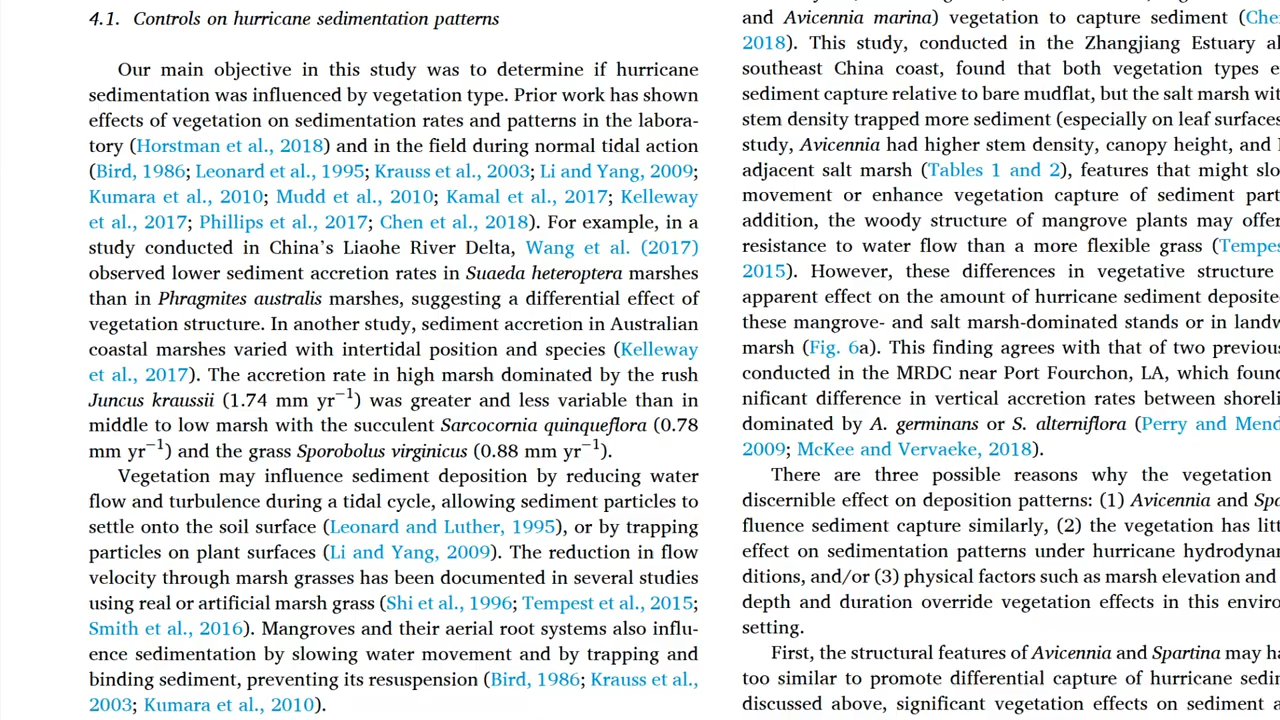 4.1. Controls on hurricane sedimentation patterns
Our main objective in this study was to determine if hurricane
sedimentation was influenced by vegetation type. Prior work has shown
effects of vegetation on sedimentation rates and patterns in the labora-
tory (Horstman et al., 2018) and in the field during normal tidal action
(Bird, 1986; Leonard et al., 1995; Krauss et al., 2003; Li and Yang, 2009;
Kumara et al., 2010; Mudd et al., 2010; Kamal et al., 2017; Kelleway
et al., 2017; Phillips et al., 2017; Chen et al., 2018). For example, in a
study conducted in China's Liaohe River Delta, Wang et al. (2017)
observed lower sediment accretion rates in Suaeda heteroptera marshes
than in Phragmites australis marshes, suggesting a differential effect of
vegetation structure. In another study, sediment accretion in Australian
coastal marshes varied with intertidal position and species (Kelleway
et al., 2017). The accretion rate in high marsh dominated by the rush
Juncus kraussii (1.74 mm yr−1) was greater and less variable than in
middle to low marsh with the succulent Sarcocornia quinqueflora (0.78
mm yr−1) and the grass Sporobolus virginicus (0.88 mm yr−1).
Vegetation may influence sediment deposition by reducing water
flow and turbulence during a tidal cycle, allowing sediment particles to
settle onto the soil surface (Leonard and Luther, 1995), or by trapping
particles on plant surfaces (Li and Yang, 2009). The reduction in flow
velocity through marsh grasses has been documented in several studies
using real or artificial marsh grass (Shi et al., 1996; Tempest et al., 2015;
Smith et al., 2016). Mangroves and their aerial root systems also influ-
ence sedimentation by slowing water movement and by trapping and
binding sediment, preventing its resuspension (Bird, 1986; Krauss et al.,
2003; Kumara et al., 2010).
and Avicennia marina) vegetation to capture sediment (Che
2018). This study, conducted in the Zhangjiang Estuary al
southeast China coast, found that both vegetation types e
sediment capture relative to bare mudflat, but the salt marsh wit
stem density trapped more sediment (especially on leaf surfaces
study, Avicennia had higher stem density, canopy height, and
adjacent salt marsh (Tables 1 and 2), features that might slo
movement or enhance vegetation capture of sediment part
addition, the woody structure of mangrove plants may offer
resistance to water flow than a more flexible grass (Tempes
2015). However, these differences in vegetative structure
apparent effect on the amount of hurricane sediment deposite
these mangrove- and salt marsh-dominated stands or in landw
marsh (Fig. 6a). This finding agrees with that of two previous
conducted in the MRDC near Port Fourchon, LA, which found
nificant difference in vertical accretion rates between shoreli
dominated by A. germinans or S. alterniflora (Perry and Mend
2009; McKee and Vervaeke, 2018).
There are three possible reasons why the vegetation
discernible effect on deposition patterns: (1) Avicennia and Spa
fluence sediment capture similarly, (2) the vegetation has litt
effect on sedimentation patterns under hurricane hydrodynam
ditions, and/or (3) physical factors such as marsh elevation and
depth and duration override vegetation effects in this enviro
setting.
First, the structural features of Avicennia and Spartina may ha
too similar to promote differential capture of hurricane sedim
discussed above, significant vegetation effects on sediment a